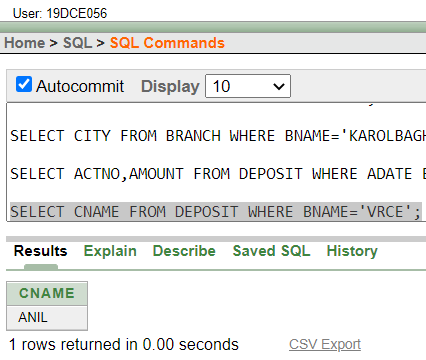 User: 19DCE056
Home > SQL > SQL Commands
Autocommit Display 10
SELECT CITY FROM BRANCH WHERE BNAME='KAROLBAGH
SELECT ACTNO,AMOUNT FROM DEPOSIT WHERE ADATE
SELECT CNAME FROM DEPOSIT WHERE BNAME='VRCE';
Results Explain Describe Saved SQL History
CNAME
ANIL
1 rows returned in 0.00 seconds CSV Export